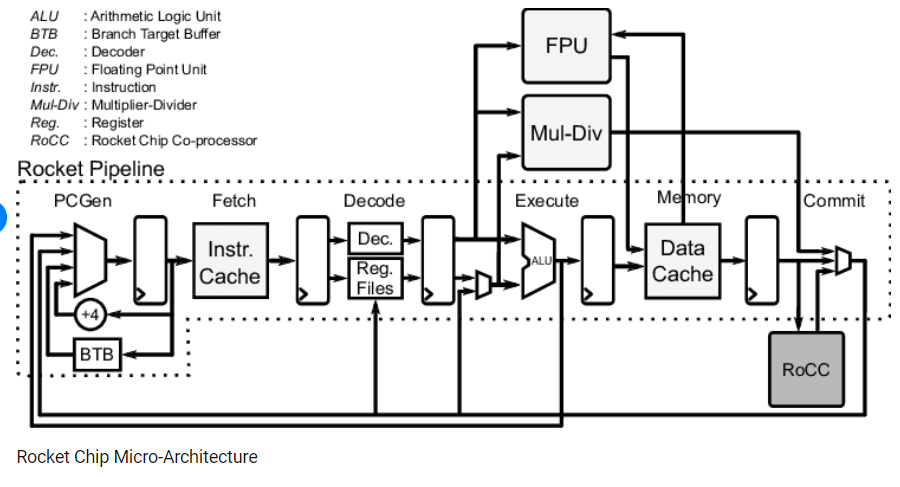 ALU : Arithmetic Logic Unit
BTB : Branch Target Buffer
Dec. : Decoder
FPU : Floating Point Unit
Instr. : Instruction
Mul-Div : Multiplier-Divider
Reg. : Register
RoCC : Rocket Chip Co-processor
FPU
Mul-Div
Rocket Pipeline
PCGen Fetch Decode Execute Memory Commit
Instr.
Cache
Dec.
Reg.
Files
ALU
Data
Cache
+4
BTB
RoCC
Rocket Chip Micro-Architecture